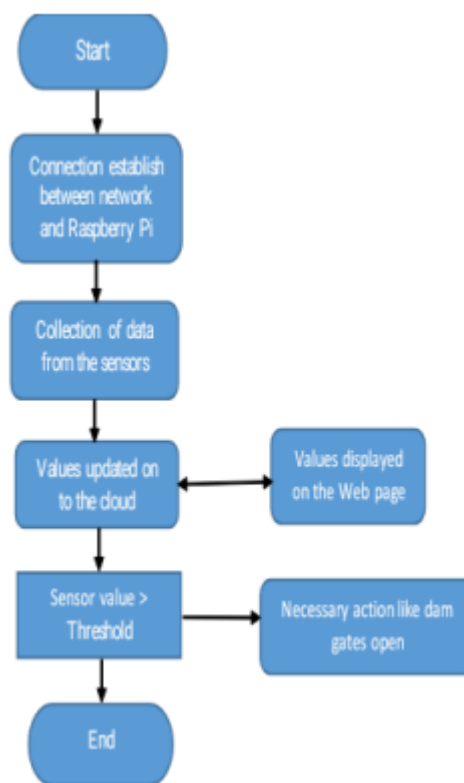 Start
Connection establish
between network
and Raspberry Pi
Collection of data
from the sensors
Values updated on
to the cloud
Values displayed
on the Web page
Sensor value >
Threshold
Necessary action like dam
gates open
End